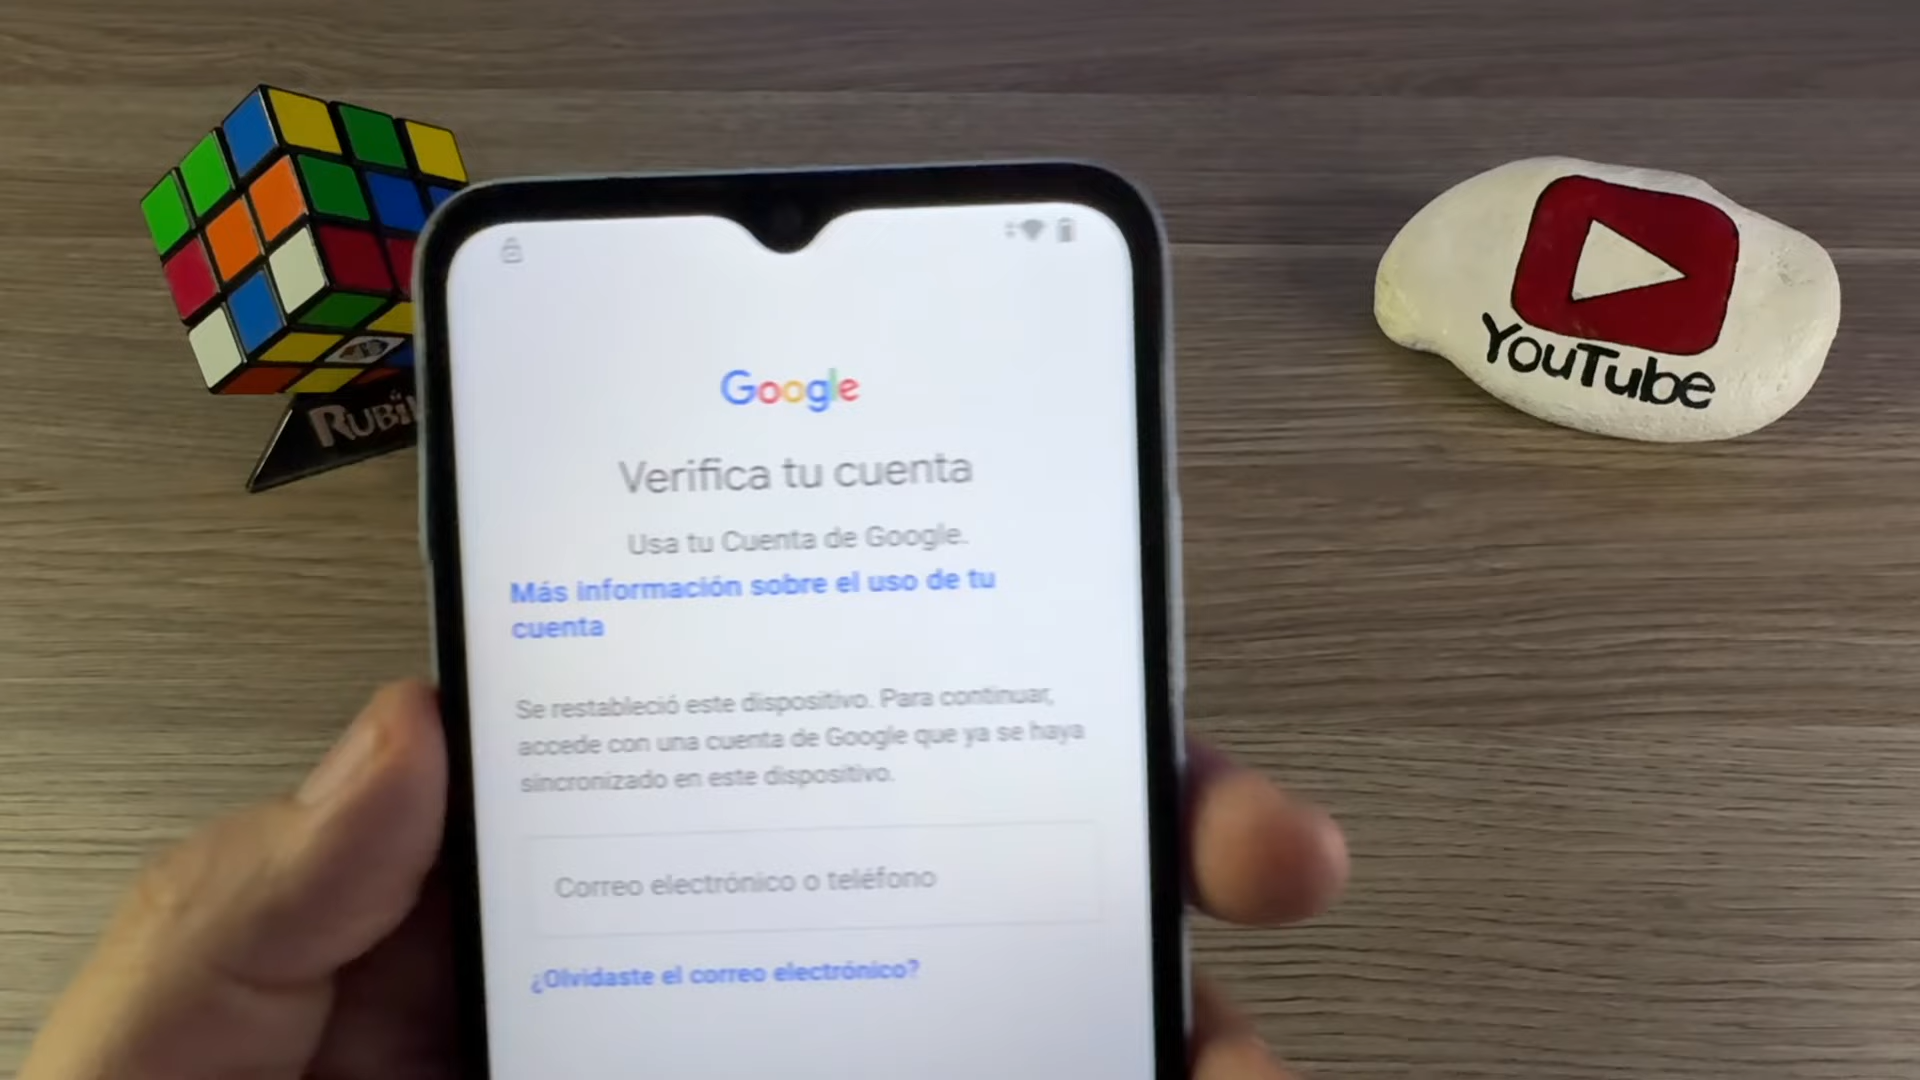 Google
Verifica tu cuenta
Usa tu Cuenta de Google.
Más información sobre el uso de tu
cuenta
Se restableció este dispositivo. Para continuar,
accede con una cuenta de Google que ya se haya
sincronizado en este dispositivo.
Correo electrónico o teléfono
¿Olvidaste el correo electrónico?
YouTube